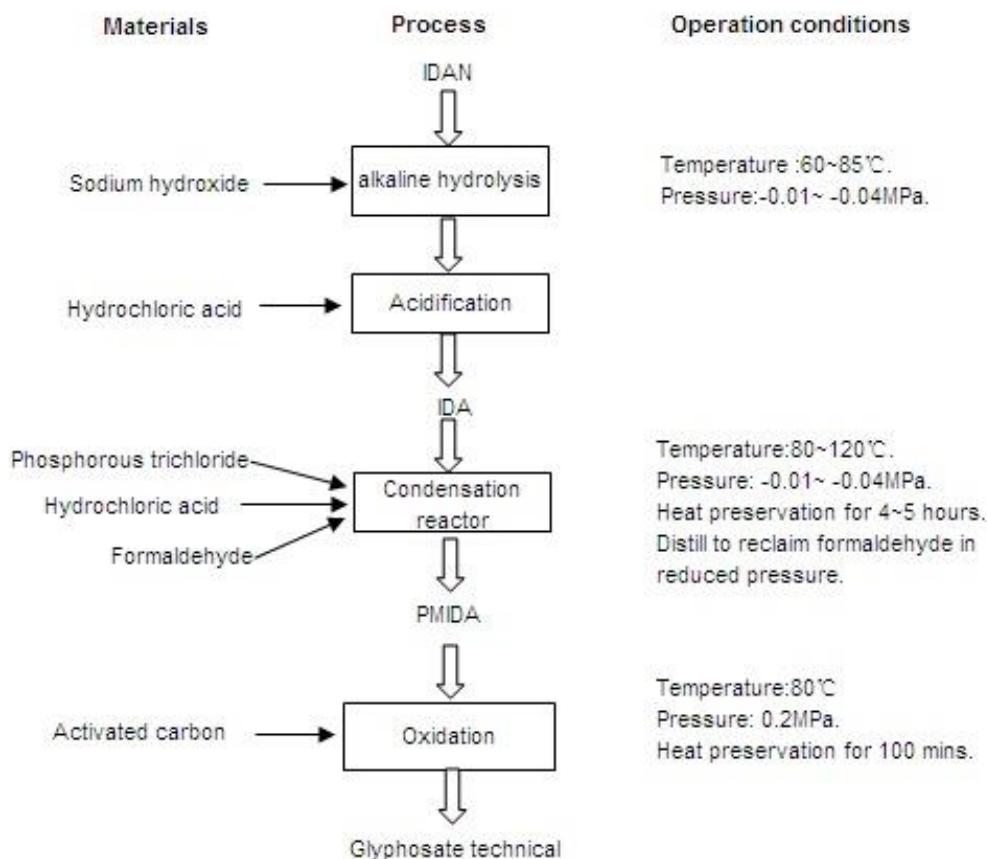 Materials Process Operation conditions
IDAN
Sodium hydroxide
alkaline hydrolysis
Temperature :60~85℃.
Pressure:-0.01~ -0.04MPa.
Hydrochloric acid
Acidification
IDA
Phosphorous trichloride
Hydrochloric acid
Formaldehyde
Condensation
reactor
Temperature:80~120℃.
Pressure: -0.01~ -0.04MPa.
Heat preservation for 4~5 hours.
Distill to reclaim formaldehyde in
reduced pressure.
PMIDA
Activated carbon
Oxidation
Temperature:80℃
Pressure: 0.2MPa.
Heat preservation for 100 mins.
Glyphosate technical